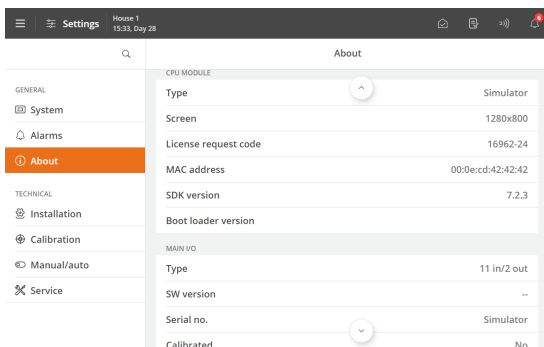 Settings
House 1
15:33, Day 28
6
About
GENERAL
System
Alarms
About
TECHNICAL
Installation
Calibration
Manual/auto
Service
CPU MODULE
Type Simulator
Screen 1280x800
License request code 16962-24
MAC address 00:0e:cd:42:42:42
SDK version 7.2.3
Boot loader version
MAIN I/O
Type 11 in/2 out
SW version --
Serial no. Simulator
Calibrated No